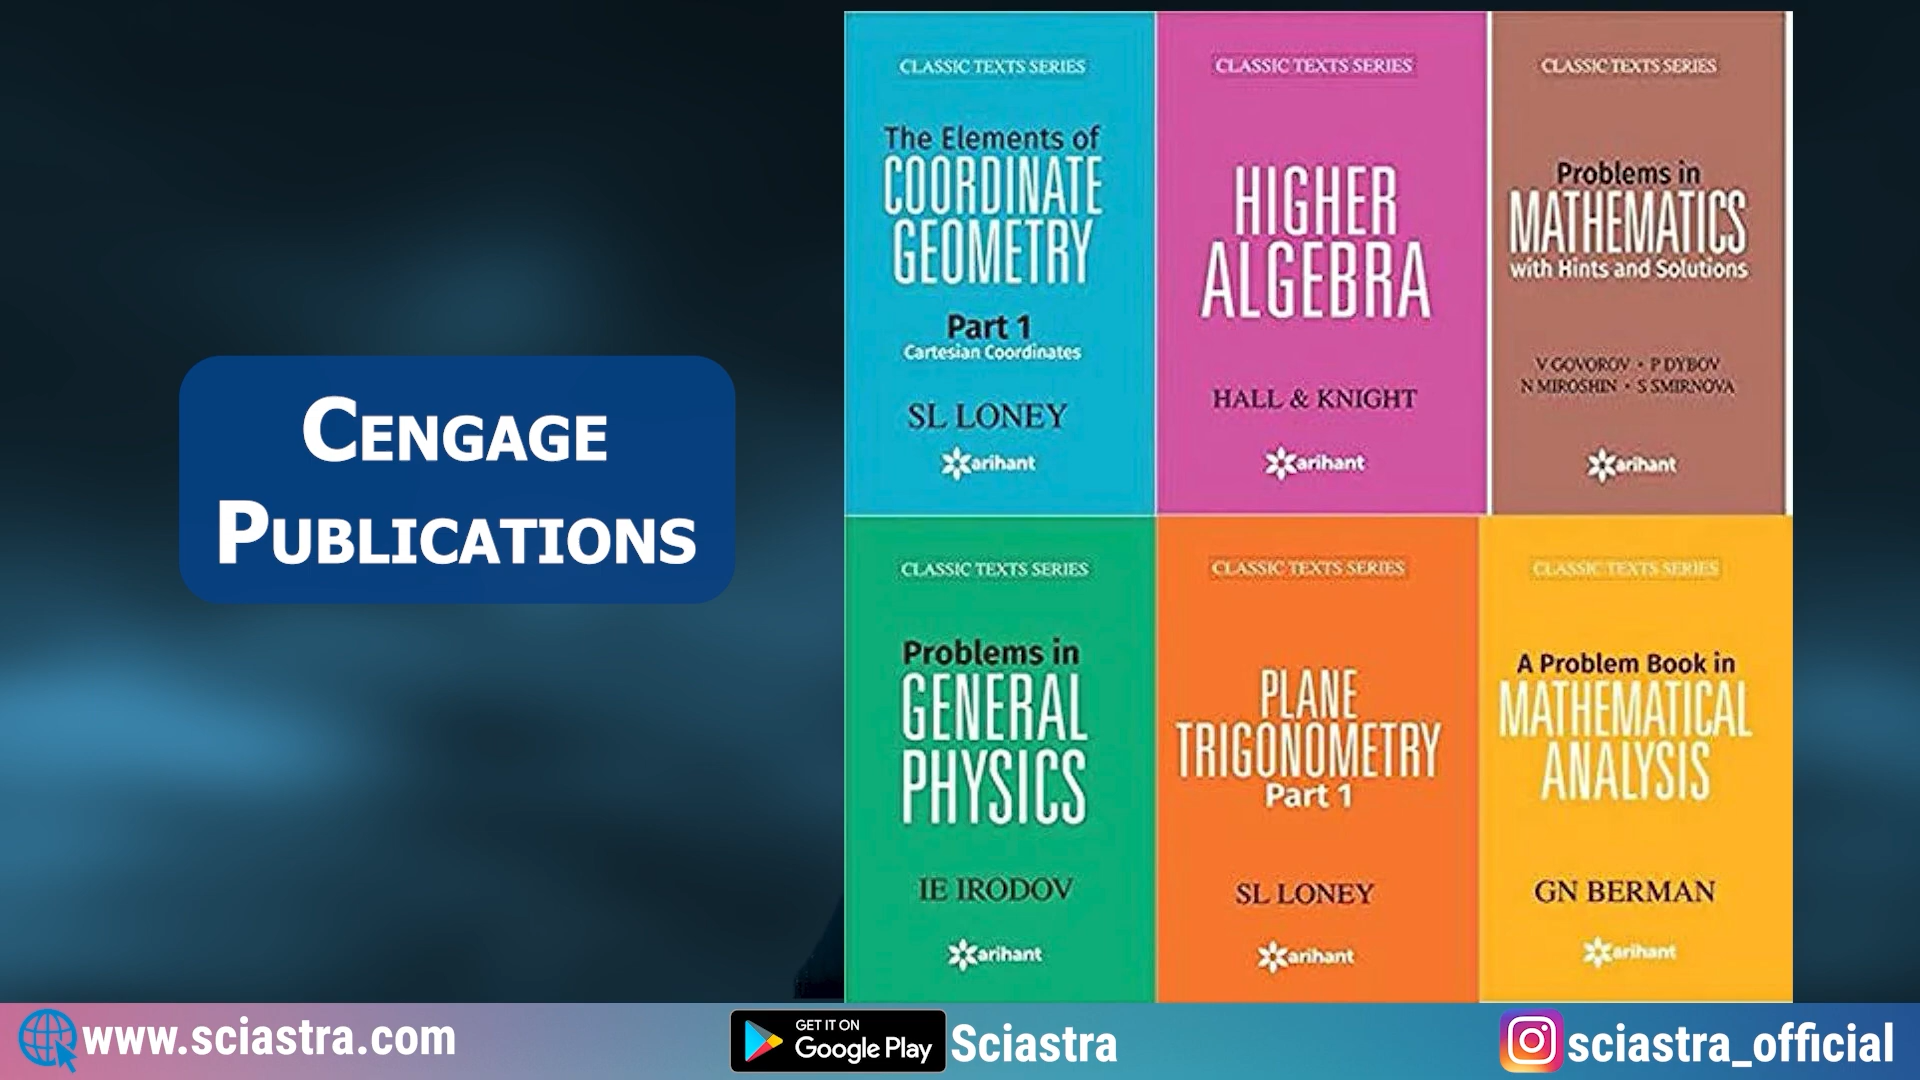 CENGAGE
PUBLICATIONS
CLASSIC TEXTS SERIES
The Elements of
COORDINATE
GEOMETRY
Part 1
Cartesian Coordinates
SL LONEY
arihant
CLASSIC TEXTS SERIES
HIGHER
ALGEBRA
HALL & KNIGHT
arihant
CLASSIC TEXTS SERIES
Problems in
MATHEMATICS
with Hints and Solutions
V GOVOROV • P DYBOV
N MIROSHIN • S SMIRNOVA
arihant
CLASSIC TEXTS SERIES
Problems in
GENERAL
PHYSICS
IE IRODOV
arihant
CLASSIC TEXTS SERIES
PLANE
TRIGONOMETRY
Part 1
SL LONEY
arihant
CLASSIC TEXTS SERIES
A Problem Book in
MATHEMATICAL
ANALYSIS
GN BERMAN
arihant
www.sciastra.com
GET IT ON
Google Play
Sciastra
sciastra_official